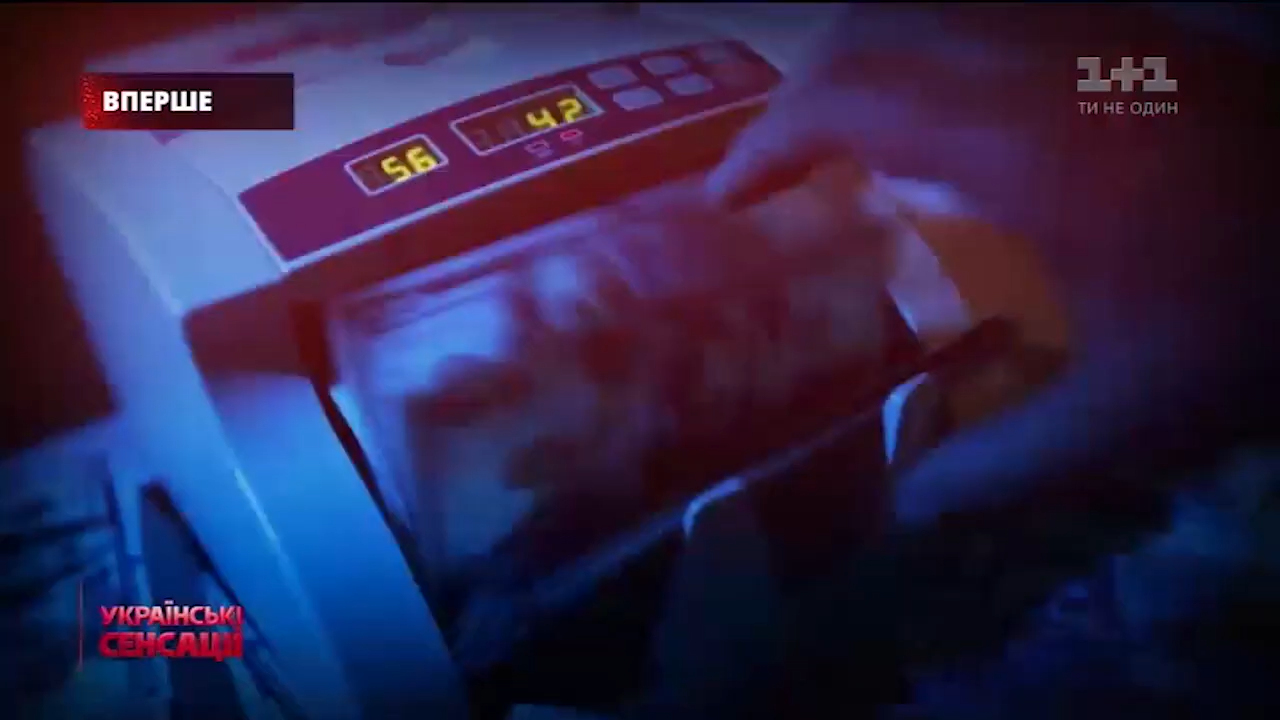 ВПЕРШЕ
1+1
ТИ НЕ ОДИН
56
42
УКРАЇНСЬКІ
СЕНСАЦІЇ